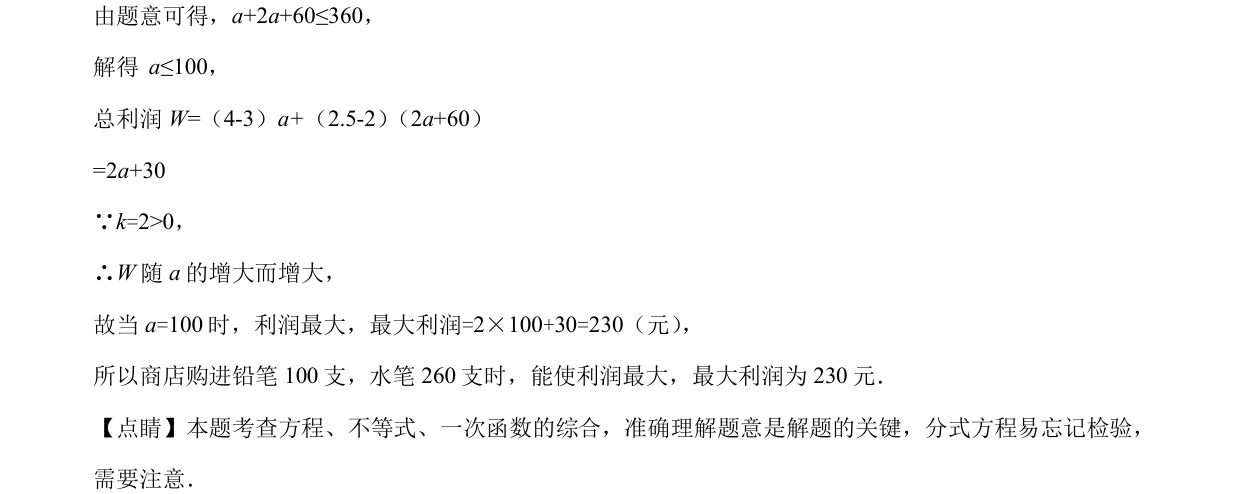 由题意可得，a+2a+60≤360，
解得 a≤100，
总利润 W=（4-3）a+（2.5-2）（2a+60）
=2a+30
∵k=2>0，
∴W 随 a 的增大而增大，
故当 a=100 时，利润最大，最大利润=2×100+30=230（元），
所以商店购进铅笔 100 支，水笔 260 支时，能使利润最大，最大利润为 230 元．
【点睛】本题考查方程、不等式、一次函数的综合，准确理解题意是解题的关键，分式方程易忘记检验，
需要注意．